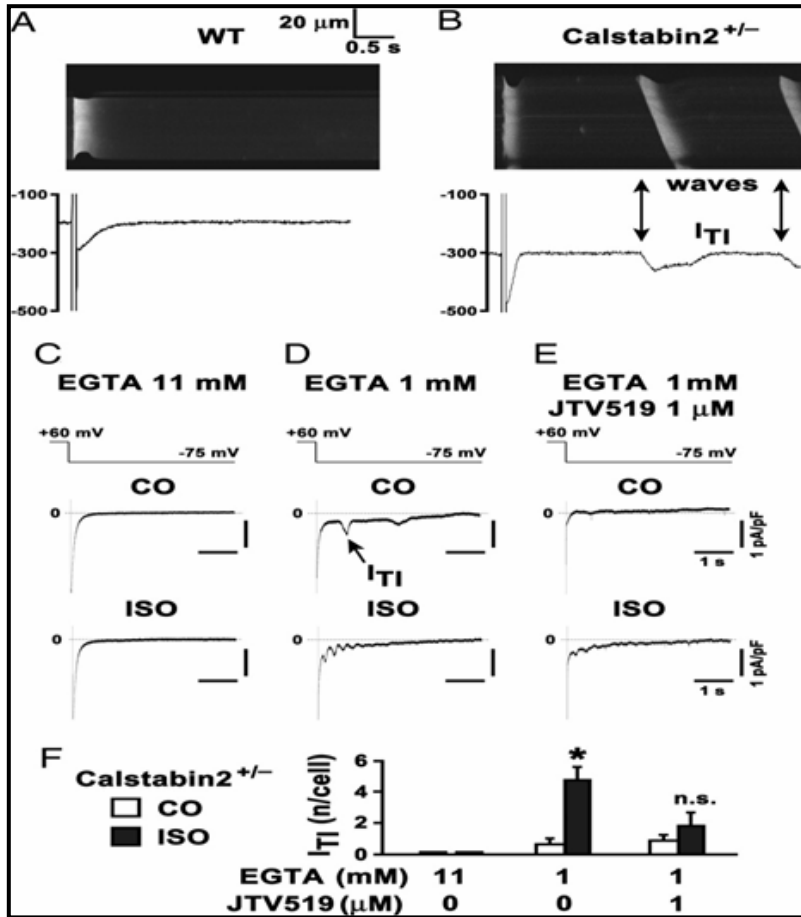 A
WT
20 μm
0.5 s
B
Calstabin2+/−
-100
-300
-500
-100
-300
-500
waves
ITI
C
EGTA 11 mM
D
EGTA 1 mM
E
EGTA 1mM
JTV519 1 μM
+60 mV
-75 mV
+60 mV
-75 mV
+60 mV
-75 mV
CO
CO
CO
0
0
0
ITI
1 s
1 pA/pF
ISO
ISO
ISO
0
0
0
1 s
1 pA/pF
F
Calstabin2+/−
CO
ISO
ITI (n/cell)
6
4
2
0
*
n.s.
EGTA (mM) 11 1 1
JTV519 (μM) 0 0 1